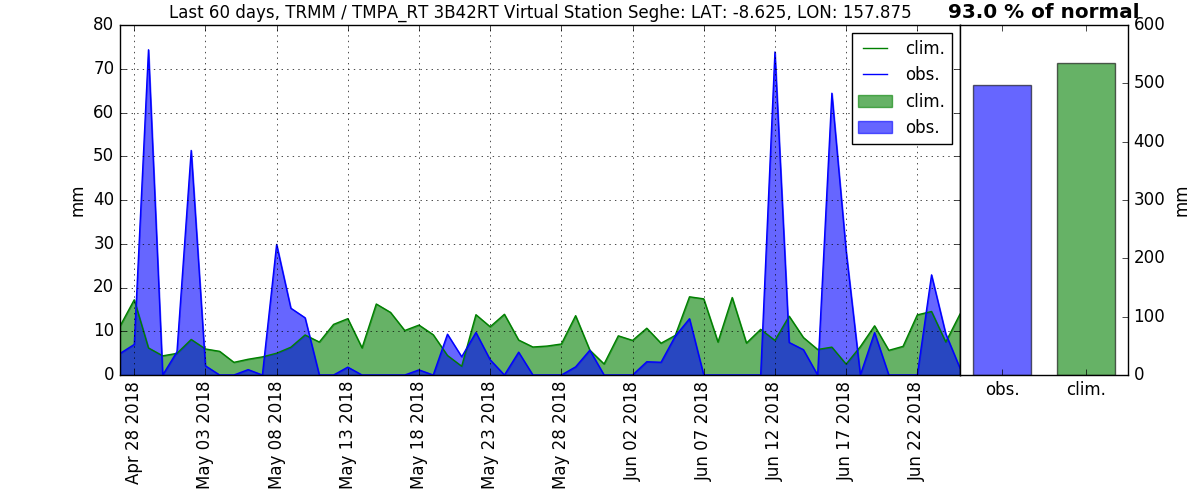 Last 60 days, TRMM / TMPA_RT 3B42RT Virtual Station Seghe: LAT: -8.625, LON: 157.875
93.0 % of normal
80
70
60
50
40
30
20
10
0
mm
clim.
obs.
clim.
obs.
600
500
400
300
200
100
0
mm
obs.
clim.
Apr 28 2018
May 03 2018
May 08 2018
May 13 2018
May 18 2018
May 23 2018
May 28 2018
Jun 02 2018
Jun 07 2018
Jun 12 2018
Jun 17 2018
Jun 22 2018